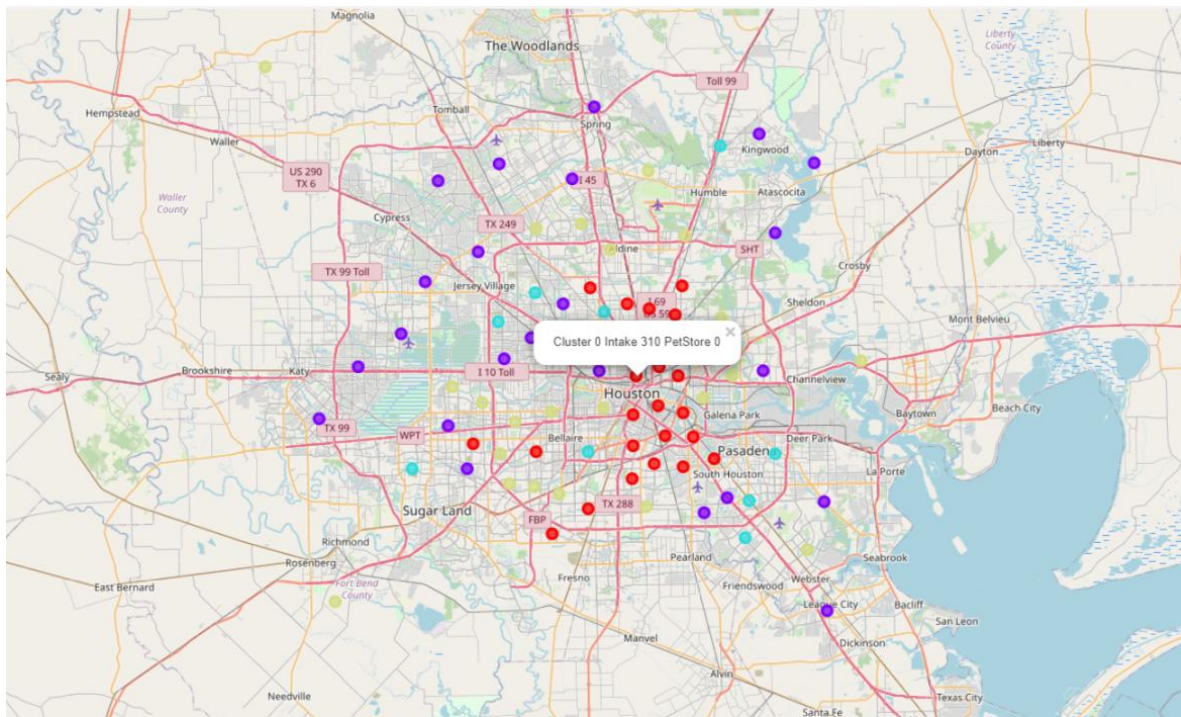 Magnolia
The Woodlands
Liberty
County
Toll 99
Hempstead
Tomball
Spring
Waller
Kingwood
Liberty
Dayton
US 290
TX 6
I 45
Humble
Atascocita
Waller
County
Cypress
TX 249
SHT
Crosby
TX 99 Toll
Jersey Village
I 69
Sheldon
Mont Belvieu
Cluster 0 Intake 310 PetStore 0
×
Sealy
Brookshire
Katy
I 10 Toll
Channelview
Houston
Beach City
Galena Park
Baytown
TX 99
WPT
Bellaire
Deer Park
Pasaden
La Porte
South Houston
Sugar Land
TX 288
FBP
Richmond
Pearland
Seabrook
Rosenberg
East Bernard
Fort Bend
County
Fresno
Friendswood
Webster
League City
Bacliff
San Leon
Manvel
Dickinson
Alvin
Needville
Texas City
Santa Fe